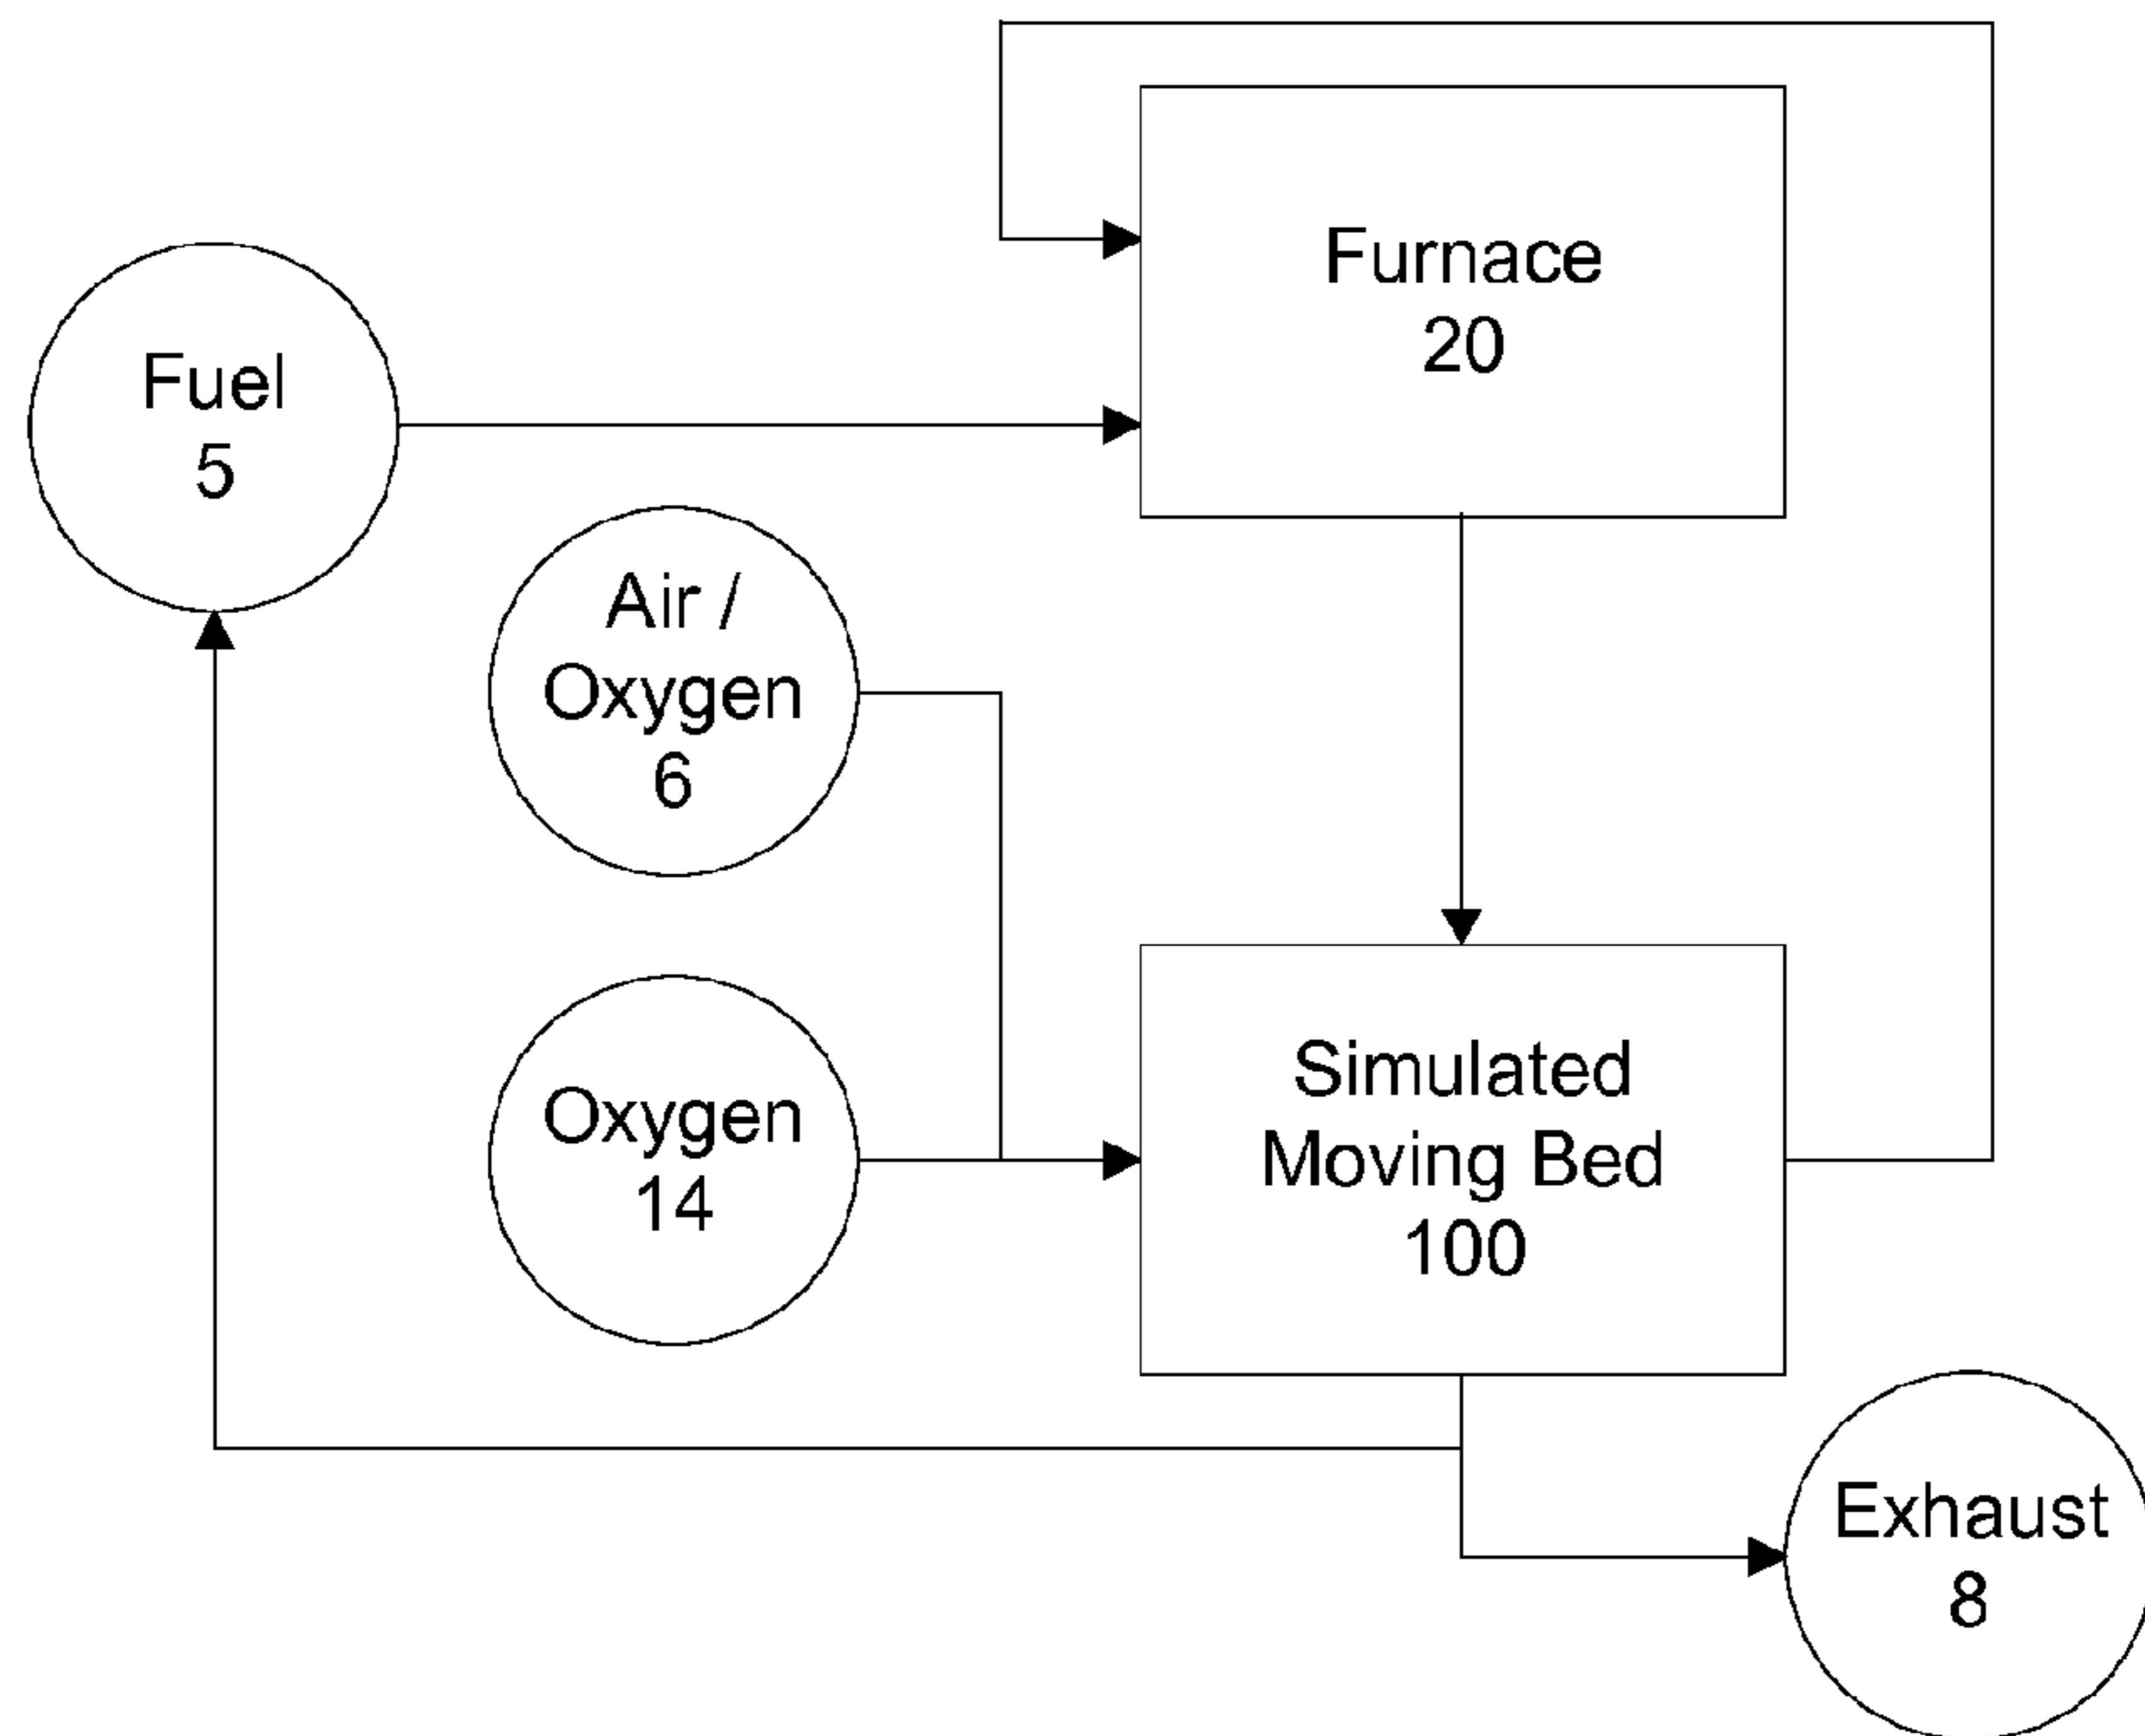 Furnace
20
Fuel
5
Air /
Oxygen
6
Oxygen
14
Simulated
Moving Bed
100
Exhaust
8